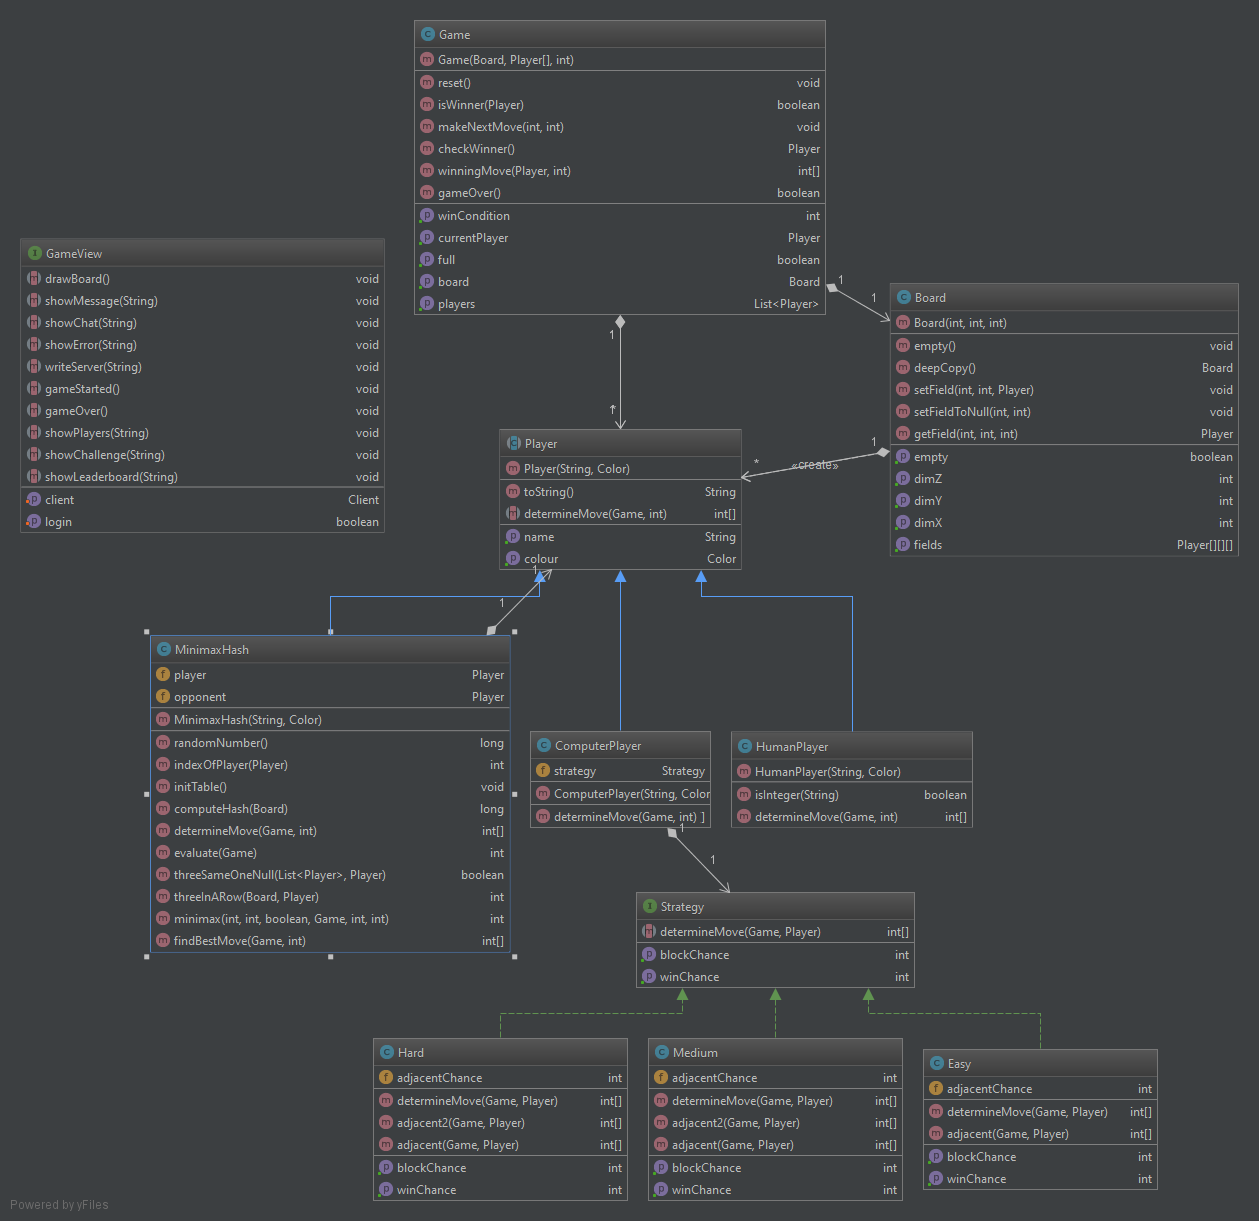 Game
Game(Board, Player[], int)
reset() void
isWinner(Player) boolean
makeNextMove(int, int) void
checkWinner() Player
winningMove(Player, int) int[]
gameOver() boolean
winCondition int
currentPlayer Player
full boolean
board Board
players List<Player>
GameView
drawBoard() void
showMessage(String) void
showChat(String) void
showError(String) void
writeServer(String) void
gameStarted() void
gameOver() void
showPlayers(String) void
showChallenge(String) void
showLeaderboard(String) void
client Client
login boolean
1
1
Board
Board(int, int, int)
empty() void
deepCopy() Board
setField(int, int, Player) void
setFieldToNull(int, int) void
getField(int, int, int) Player
empty boolean
dimZ int
dimY int
dimX int
fields Player[][][]
1
*
1
*
«create»
Player
Player(String, Color)
toString() String
determineMove(Game, int) int[]
name String
colour Color
1
1
MinimaxHash
player Player
opponent Player
MinimaxHash(String, Color)
randomNumber() long
indexOfPlayer(Player) int
initTable() void
computeHash(Board) long
determineMove(Game, int) int[]
evaluate(Game) int
threeSameOneNull(List<Player>, Player) boolean
threeInARow(Board, Player) int
minimax(int, int, boolean, Game, int, int) int
findBestMove(Game, int) int[]
ComputerPlayer
strategy Strategy
ComputerPlayer(String, Color
determineMove(Game, int) ]
HumanPlayer
HumanPlayer(String, Color)
isInteger(String) boolean
determineMove(Game, int) int[]
1
1
Strategy
determineMove(Game, Player) int[]
blockChance int
winChance int
Hard
adjacentChance int
determineMove(Game, Player) int[]
adjacent2(Game, Player) int[]
adjacent(Game, Player) int[]
blockChance int
winChance int
Medium
adjacentChance int
determineMove(Game, Player) int[]
adjacent2(Game, Player) int[]
adjacent(Game, Player) int[]
blockChance int
winChance int
Easy
adjacentChance int
determineMove(Game, Player) int[]
adjacent(Game, Player) int[]
blockChance int
winChance int
Powered by yFiles